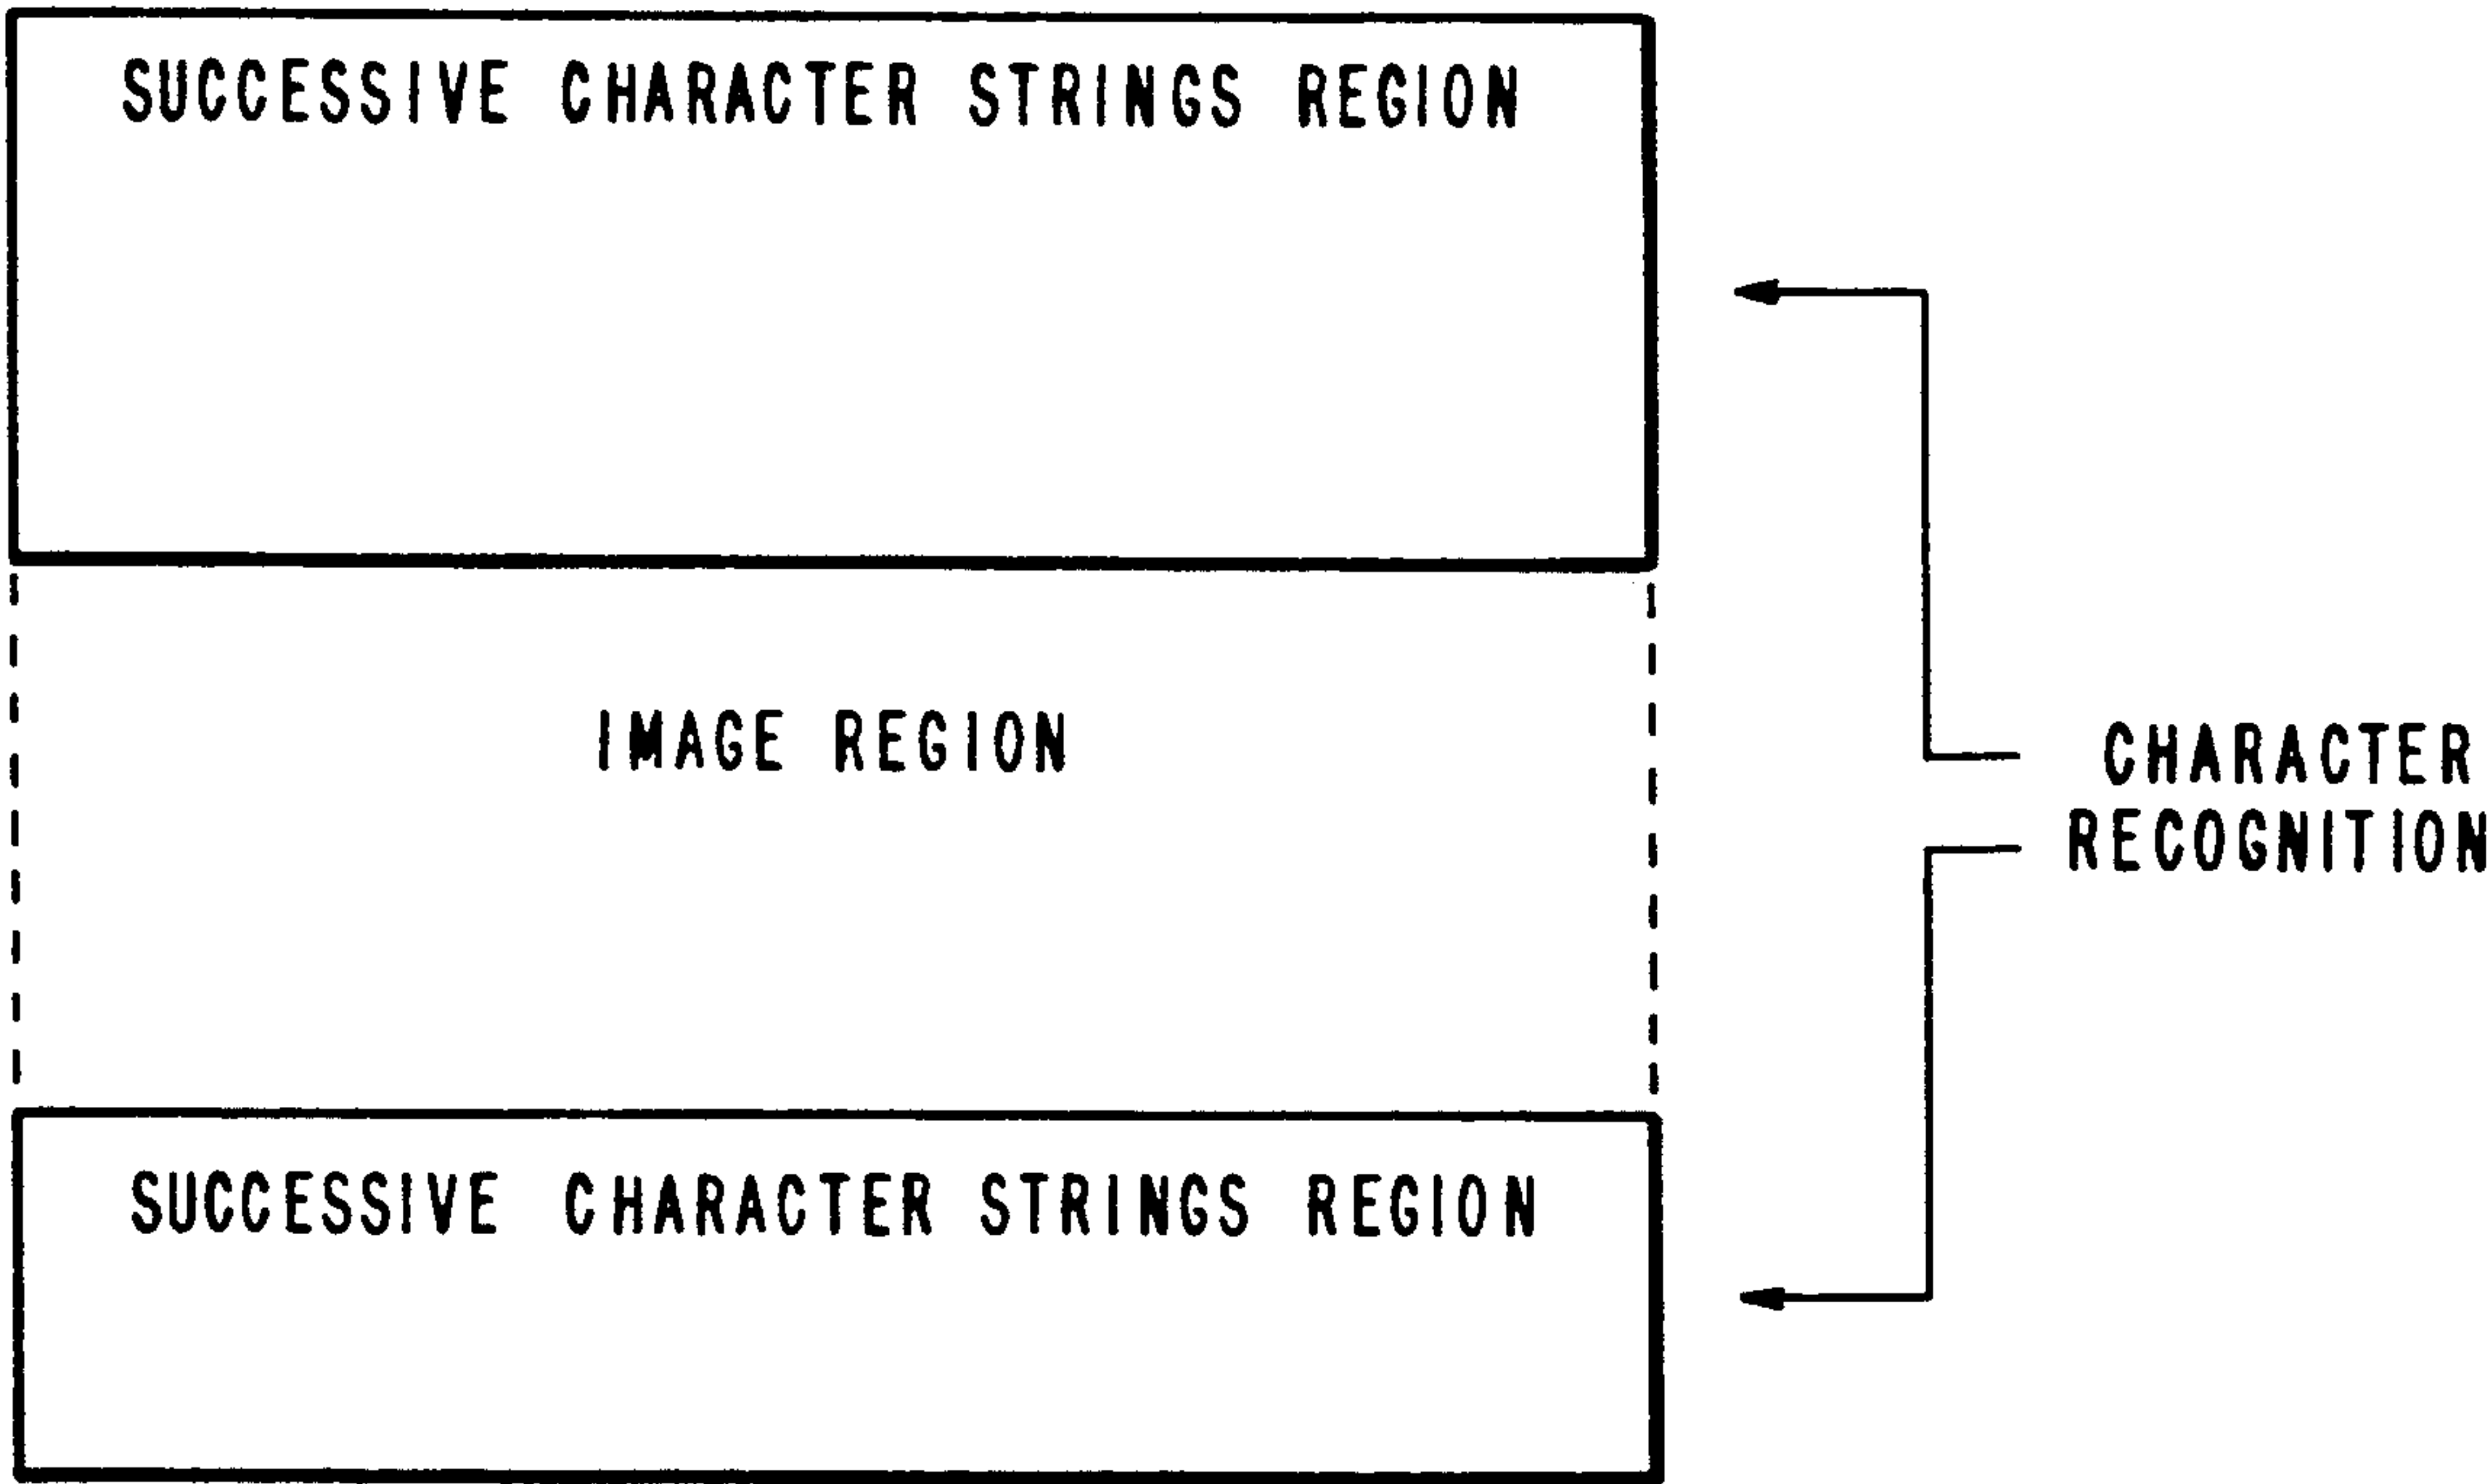 SUCCESSIVE CHARACTER STRINGS REGION
IMAGE REGION
CHARACTER
RECOGNITION
SUCCESSIVE CHARACTER STRINGS REGION